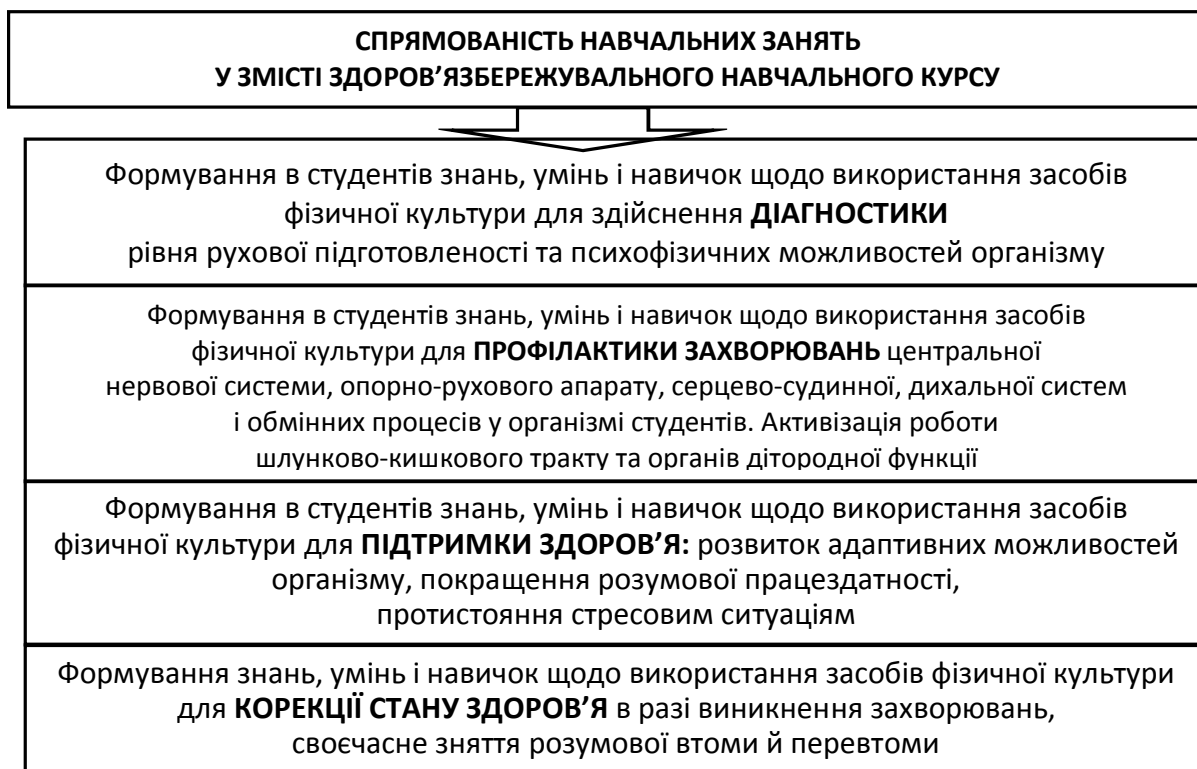 СПРЯМОВАНІСТЬ НАВЧАЛЬНИХ ЗАНЯТЬ
У ЗМІСТІ ЗДОРОВ’ЯЗБЕРЕЖУВАЛЬНОГО НАВЧАЛЬНОГО КУРСУ
Формування в студентів знань, умінь і навичок щодо використання засобів
фізичної культури для здійснення ДІАГНОСТИКИ
рівня рухової підготовленості та психофізичних можливостей організму
Формування в студентів знань, умінь і навичок щодо використання засобів
фізичної культури для ПРОФІЛАКТИКИ ЗАХВОРЮВАНЬ центральної
нервової системи, опорно-рухового апарату, серцево-судинної, дихальної систем
і обмінних процесів у організмі студентів. Активізація роботи
шлунково-кишкового тракту та органів дітородної функції
Формування в студентів знань, умінь і навичок щодо використання засобів
фізичної культури для ПІДТРИМКИ ЗДОРОВ’Я: розвиток адаптивних можливостей
організму, покращення розумової працездатності,
протистояння стресовим ситуаціям
Формування знань, умінь і навичок щодо використання засобів фізичної культури
для КОРЕКЦІЇ СТАНУ ЗДОРОВ’Я в разі виникнення захворювань,
своєчасне зняття розумової втоми й перевтоми